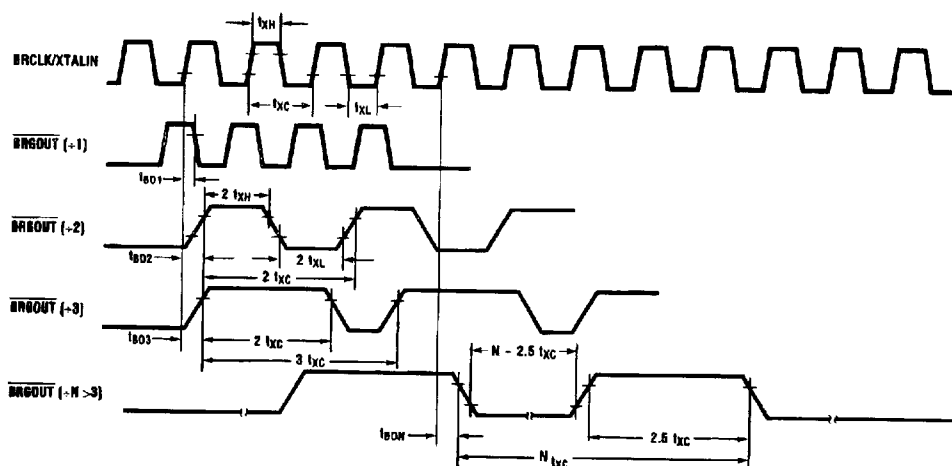 tXH
BRCLK/XTALIN
tXC
tXL
BRGOUT (÷1)
tBD1
2 tXH
BRGOUT (÷2)
tBD2
2 tXL
2 tXC
BRGOUT (÷3)
tBD3
2 tXC
N - 2.5 tXC
3 tXC
BRGOUT (÷N >3)
tBDN
2.5 tXC
N tXC